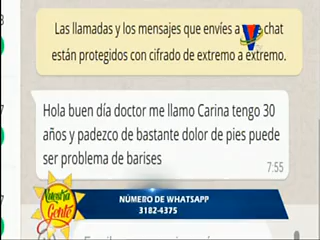 Las llamadas y los mensajes que envíes a chat
están protegidos con cifrado de extremo a extremo.
Hola buen día doctor me llamo Carina tengo 30
años y padezco de bastante dolor de pies puede
ser problema de barises
7:55
NÚMERO DE WHATSAPP
3182-4375
Nuestra
Gente